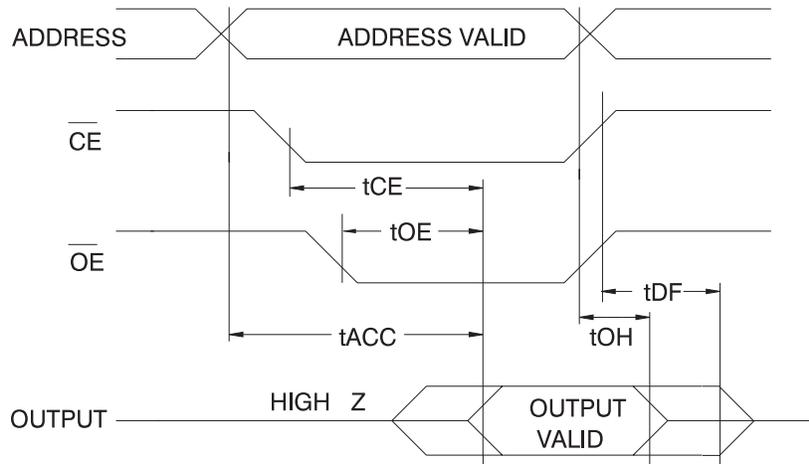 ADDRESS
ADDRESS VALID
CE
tCE
tOE
OE
tDF
tACC
tOH
HIGH Z
OUTPUT
OUTPUT
VALID